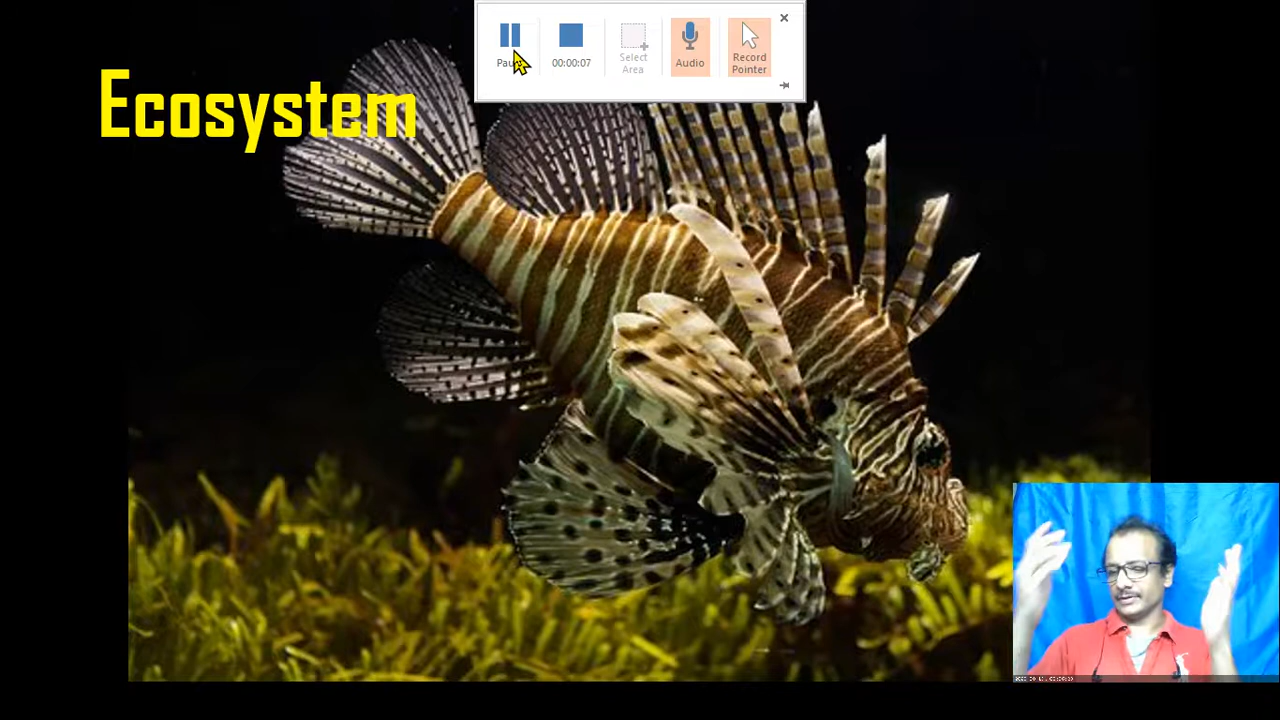 Pau
00:00:07
Select
Area
Audio
Record
Pointer
Ecosystem